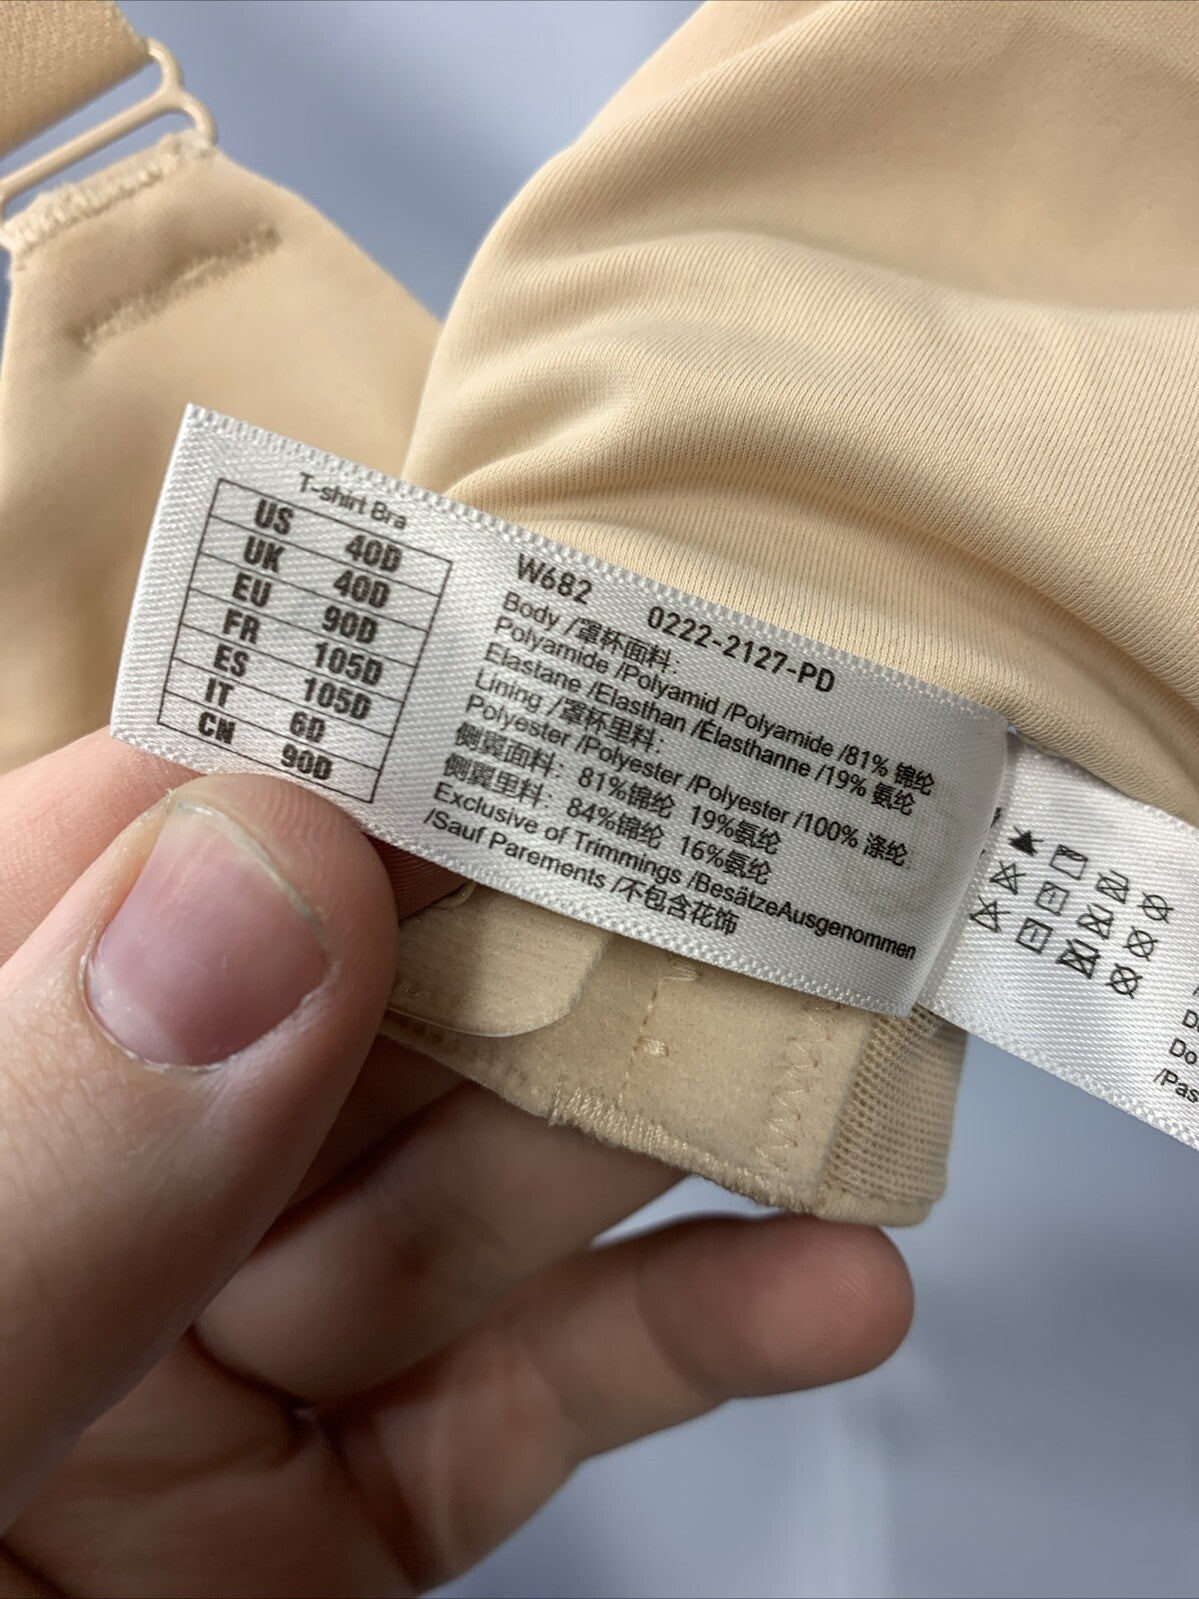 T-shirt Bra
US 40D
UK 40D
EU 90D
FR 105D
ES 105D
IT 6D
CN 90D
W682 0222-2127-PD
Body /罩杯面料:
Polyamide /Polyamid /Polyamide /81% 锦纶
Elastane /Elasthan /Élasthanne /19% 氨纶
Lining /罩杯里料:
Polyester /Polyester /Polyester /100% 涤纶
侧翼面料: 81%锦纶 19%氨纶
侧翼里料: 84%锦纶 16%氨纶
Exclusive of Trimmings /BesätzeAusgenommen
/Sauf Parements /不包含花饰
Do
/Pas